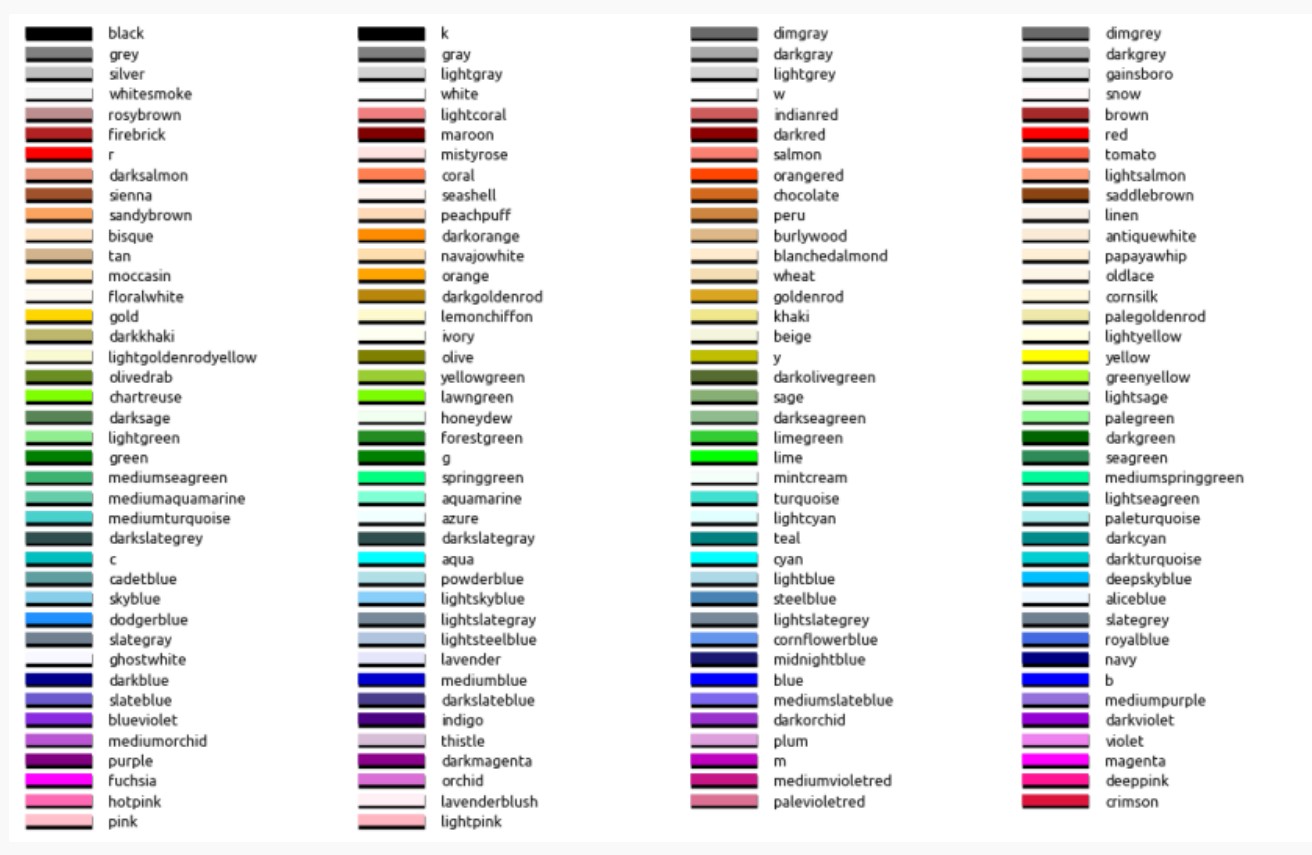 black k dimgray dimgrey
grey gray darkgray darkgrey
silver lightgray lightgrey gainsboro
whitesmoke white w snow
rosybrown lightcoral indianred brown
firebrick maroon darkred red
r mistyrose salmon tomato
darksalmon coral orangered lightsalmon
sienna seashell chocolate saddlebrown
sandybrown peachpuff peru linen
bisque darkorange burlywood antiquewhite
tan navajowhite blanchedalmond papayawhip
moccasin orange wheat oldlace
floralwhite darkgoldenrod goldenrod cornsilk
gold lemonchiffon khaki palegoldenrod
darkkhaki ivory beige lightyellow
lightgoldenrodyellow olive y yellow
olivedrab yellowgreen darkolivegreen greenyellow
chartreuse lawngreen sage lightsage
darksage honeydew darkseagreen palegreen
lightgreen forestgreen limegreen darkgreen
green g lime seagreen
mediumseagreen springgreen mintcream mediumspringgreen
mediumaquamarine aquamarine turquoise lightseagreen
mediumturquoise azure lightcyan paleturquoise
darkslategrey darkslategray teal darkcyan
c aqua cyan darkturquoise
cadetblue powderblue lightblue deepskyblue
skyblue lightskyblue steelblue aliceblue
dodgerblue lightslategray lightslategrey slategrey
slategray lightsteelblue cornflowerblue royalblue
ghostwhite lavender midnightblue navy
darkblue mediumblue blue b
slateblue darkslateblue mediumslateblue mediumpurple
blueviolet indigo darkorchid darkviolet
mediumorchid thistle plum violet
purple darkmagenta m magenta
fuchsia orchid mediumvioletred deeppink
hotpink lavenderblush palevioletred crimson
pink lightpink